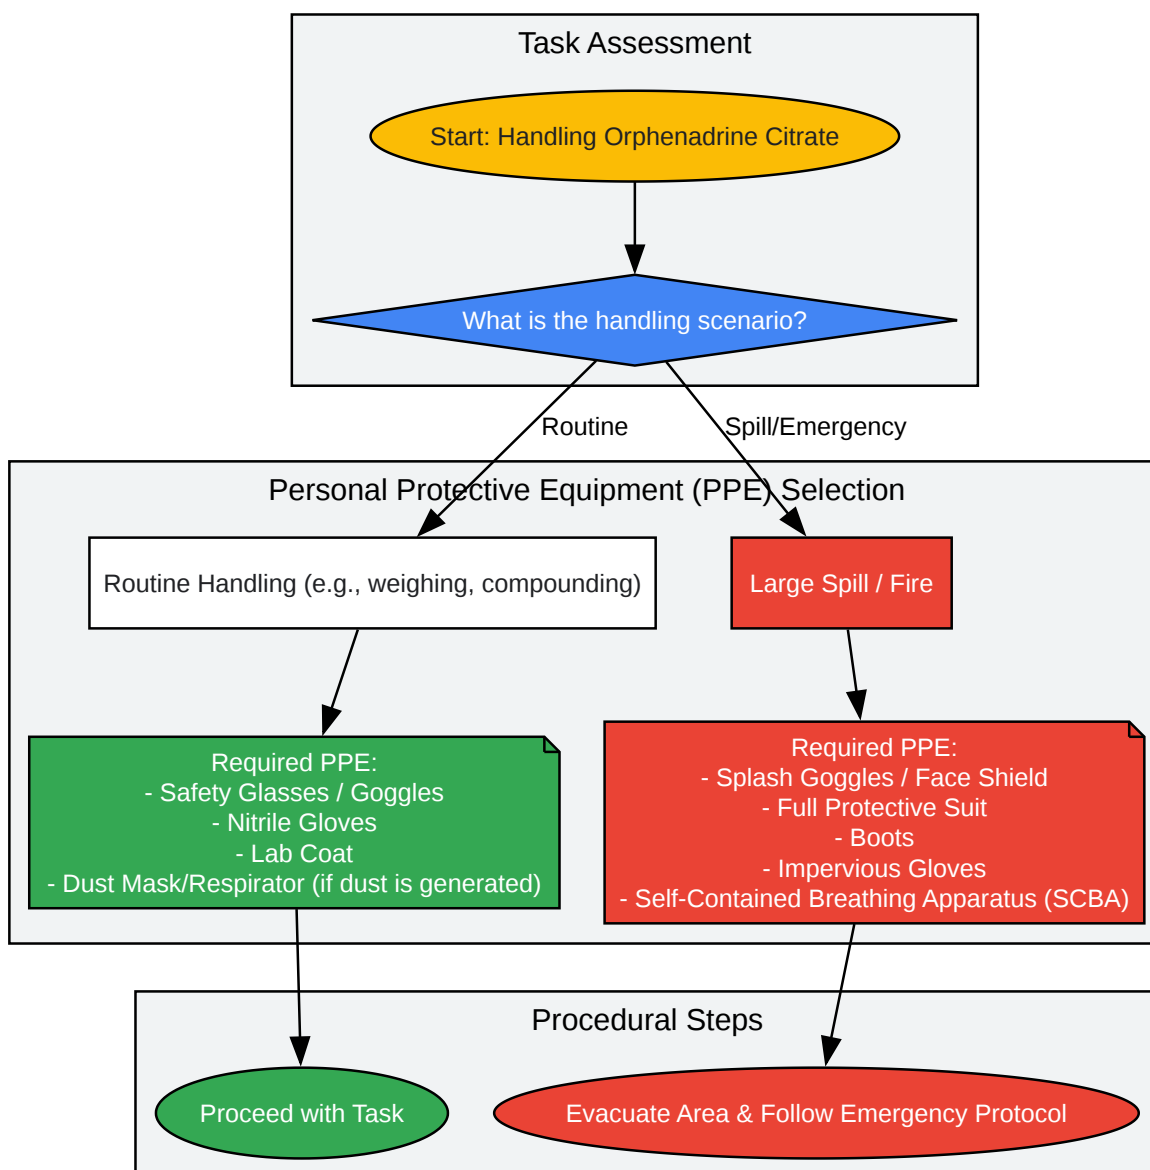 Task Assessment
Start: Handling Orphenadrine Citrate
What is the handling scenario?
Routine
Spill/Emergency
Personal Protective Equipment (PPE) Selection
Routine Handling (e.g., weighing, compounding)
Large Spill / Fire
Required PPE:
- Safety Glasses / Goggles
- Nitrile Gloves
- Lab Coat
- Dust Mask/Respirator (if dust is generated)
Required PPE:
- Splash Goggles / Face Shield
- Full Protective Suit
- Boots
- Impervious Gloves
- Self-Contained Breathing Apparatus (SCBA)
Procedural Steps
Proceed with Task
Evacuate Area & Follow Emergency Protocol